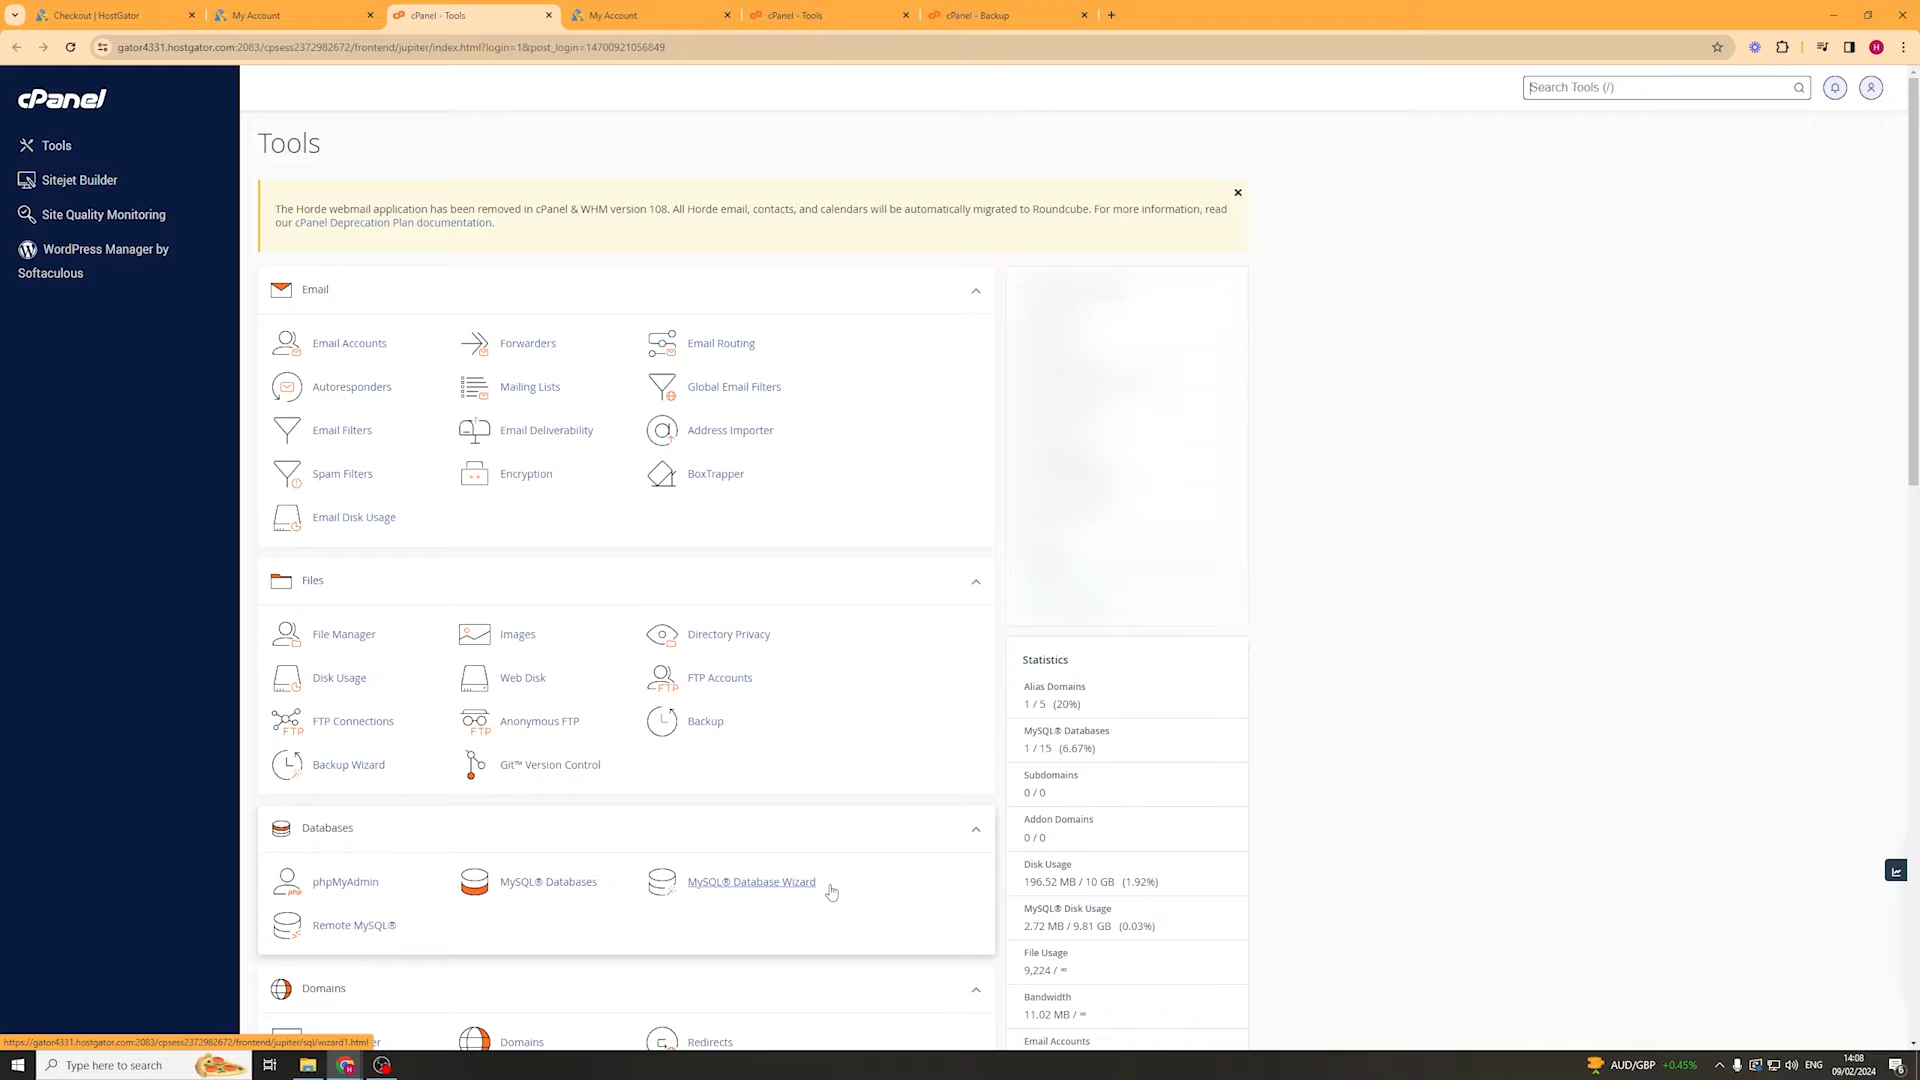 Checkout | HostGator
My Account
cPanel - Tools
My Account
cPanel - Tools
cPanel - Backup
gator4331.hostgator.com:2083/cpsess2372982672/frontend/jupiter/index.html?login=1&post_login=14700921056849
H
cPanel
Search Tools (/)
Tools
Sitejet Builder
Site Quality Monitoring
WordPress Manager by
Softaculous
Tools
The Horde webmail application has been removed in cPanel & WHM version 108. All Horde email, contacts, and calendars will be automatically migrated to Roundcube. For more information, read
our cPanel Deprecation Plan documentation.
Email
Email Accounts
Forwarders
Email Routing
Autoresponders
Mailing Lists
Global Email Filters
Email Filters
Email Deliverability
Address Importer
Spam Filters
Encryption
BoxTrapper
Email Disk Usage
Files
File Manager
Images
Directory Privacy
Disk Usage
Web Disk
FTP
FTP Accounts
FTP
FTP Connections
FTP
Anonymous FTP
Backup
Backup Wizard
Git™ Version Control
Databases
php
phpMyAdmin
MySQL® Databases
MySQL® Database Wizard
Remote MySQL®
Domains
Domains
Redirects
Statistics
Alias Domains
1 / 5 (20%)
MySQL® Databases
1 / 15 (6.67%)
Subdomains
0 / 0
Addon Domains
0 / 0
Disk Usage
196.52 MB / 10 GB (1.92%)
MySQL® Disk Usage
2.72 MB / 9.81 GB (0.03%)
File Usage
9,224 / ∞
Bandwidth
11.02 MB / ∞
Email Accounts
https://gator4331.hostgator.com:2083/cpsess2372982672/frontend/jupiter/sql/wizard1.html
Type here to search
AUD/GBP +0.45%
ENG
14:08
09/02/2024
6